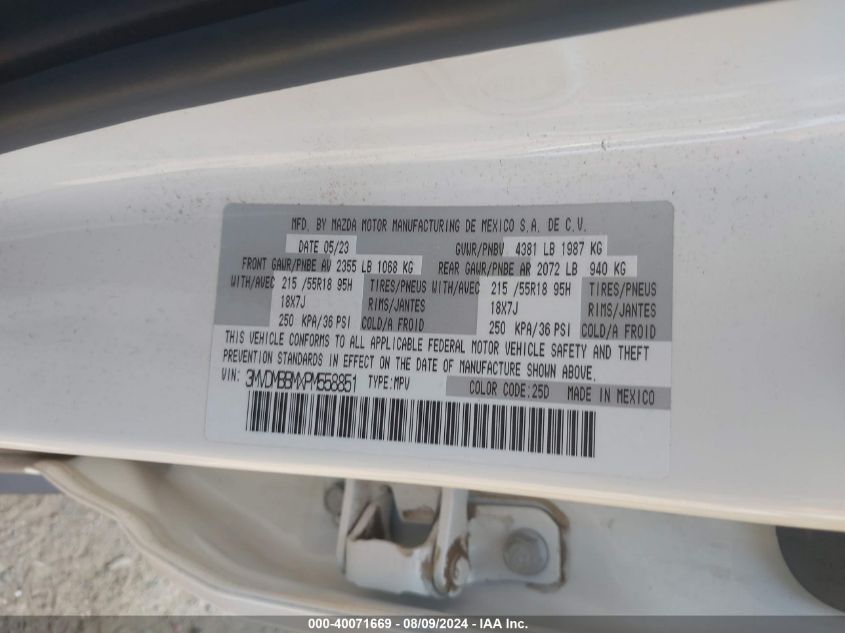 MFD. BY MAZDA MOTOR MANUFACTURING DE MEXICO S.A. DE C.V.
DATE 05/23 GVWR/PNBV 4381 LB 1987 KG
FRONT GAWR/PNBE AV 2355 LB 1068 KG REAR GAWR/PNBE AR 2072 LB 940 KG
WITH/AVEC 215 /55R18 95H TIRES/PNEUS WITH/AVEC 215 /55R18 95H TIRES/PNEUS
18X7J RIMS/JANTES 18X7J RIMS/JANTES
250 KPA/36 PSI COLD/A FROID 250 KPA/36 PSI COLD/A FROID
THIS VEHICLE CONFORMS TO ALL APPLICABLE FEDERAL MOTOR VEHICLE SAFETY AND THEFT
PREVENTION STANDARDS IN EFFECT ON THE DATE OF MANUFACTURE SHOWN ABOVE.
VIN: 3MVDMBBMXPM558851 TYPE:MPV COLOR CODE:25D MADE IN MEXICO
000-40071669 - 08/09/2024 - IAA Inc.